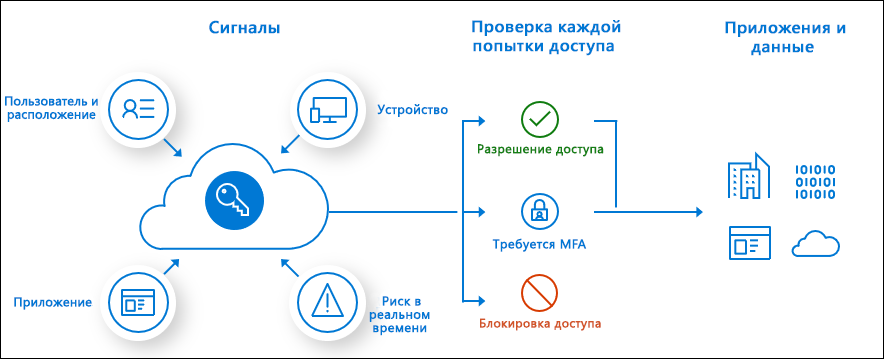 Сигналы
Проверка каждой
попытки доступа
Приложения и
данные
Пользователь и
расположение
Устройство
Приложение
Риск в
реальном
времени
Разрешение доступа
Требуется MFA
Блокировка доступа
010101
010101
101010